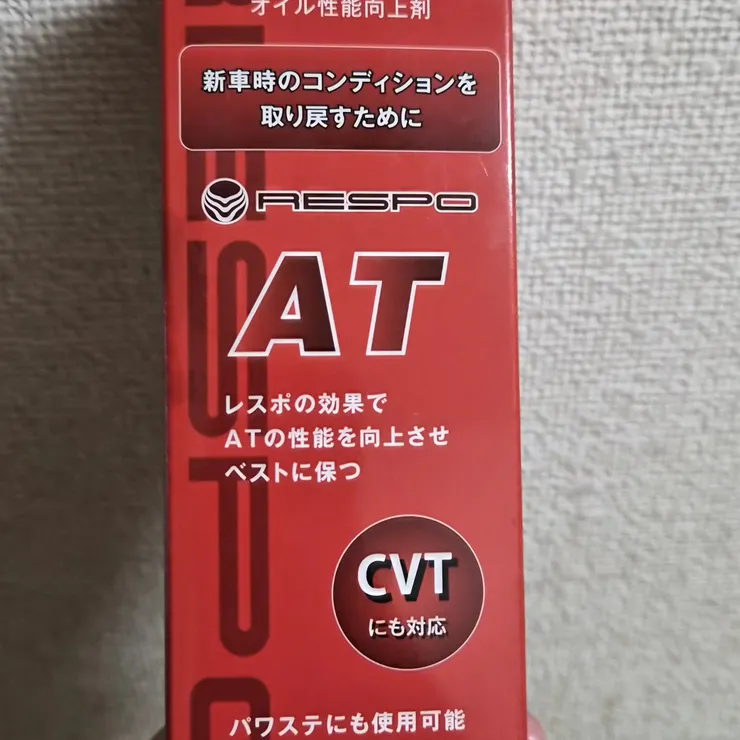 オイル性能向上剤
新車時のコンディションを
取り戻すために
RESPO
AT
レスポの効果で
ATの性能を向上させ
ベストに保つ
CVT
にも対応
パワステにも使用可能
RESPO